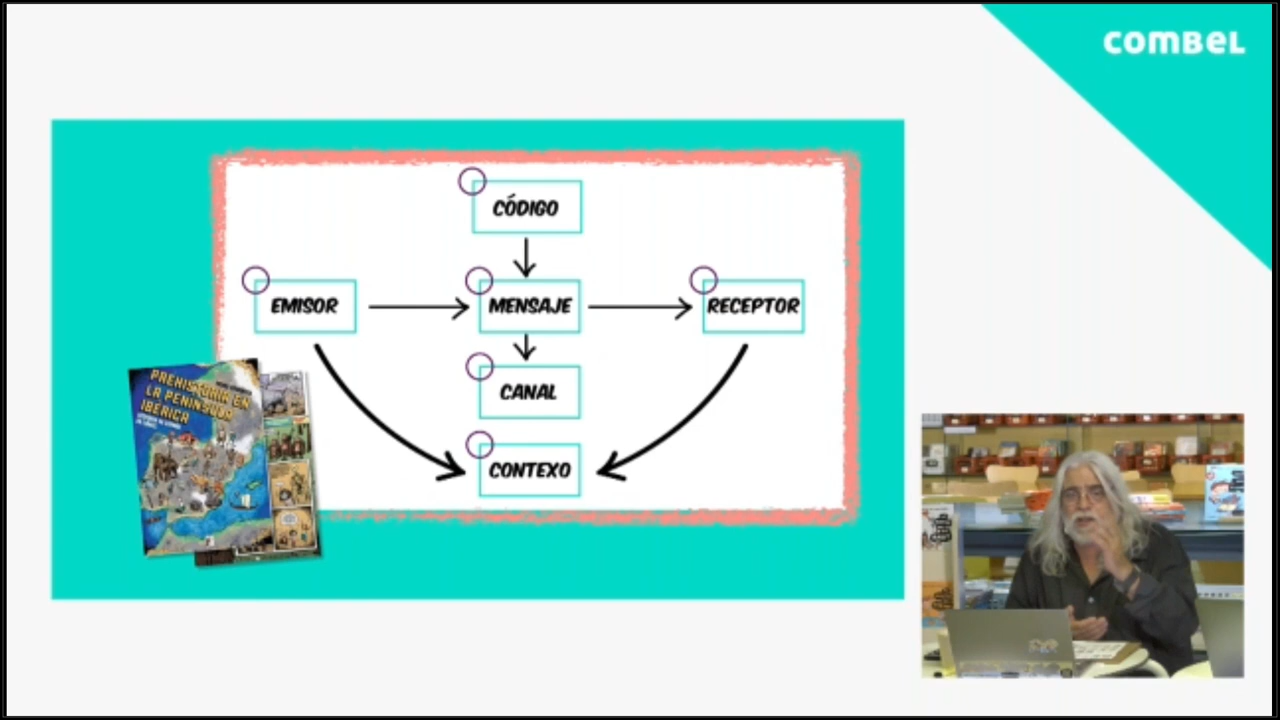 COMBEL
CÓDIGO
EMISOR
MENSAJE
RECEPTOR
CANAL
CONTEXO
PREHISTORIA EN
LA PENÍNSULA
IBÉRICA